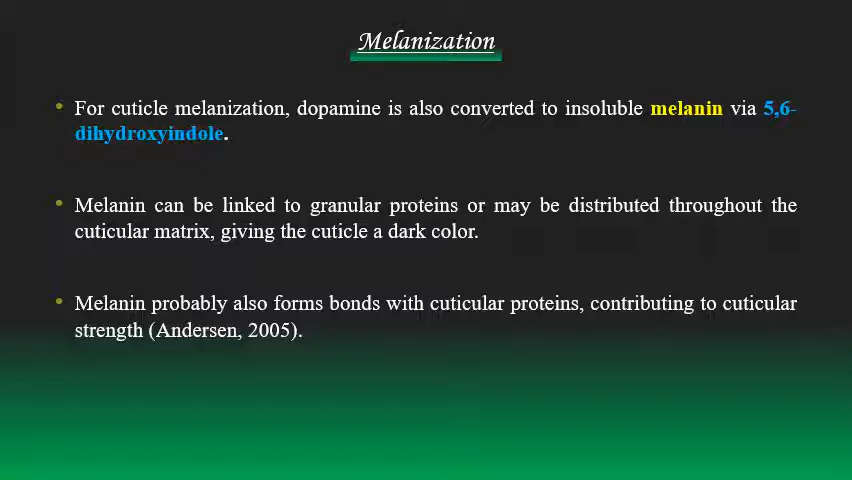 Melanization
• For cuticle melanization, dopamine is also converted to insoluble melanin via 5,6-
dihydroxyindole.
• Melanin can be linked to granular proteins or may be distributed throughout the
cuticular matrix, giving the cuticle a dark color.
• Melanin probably also forms bonds with cuticular proteins, contributing to cuticular
strength (Andersen, 2005).